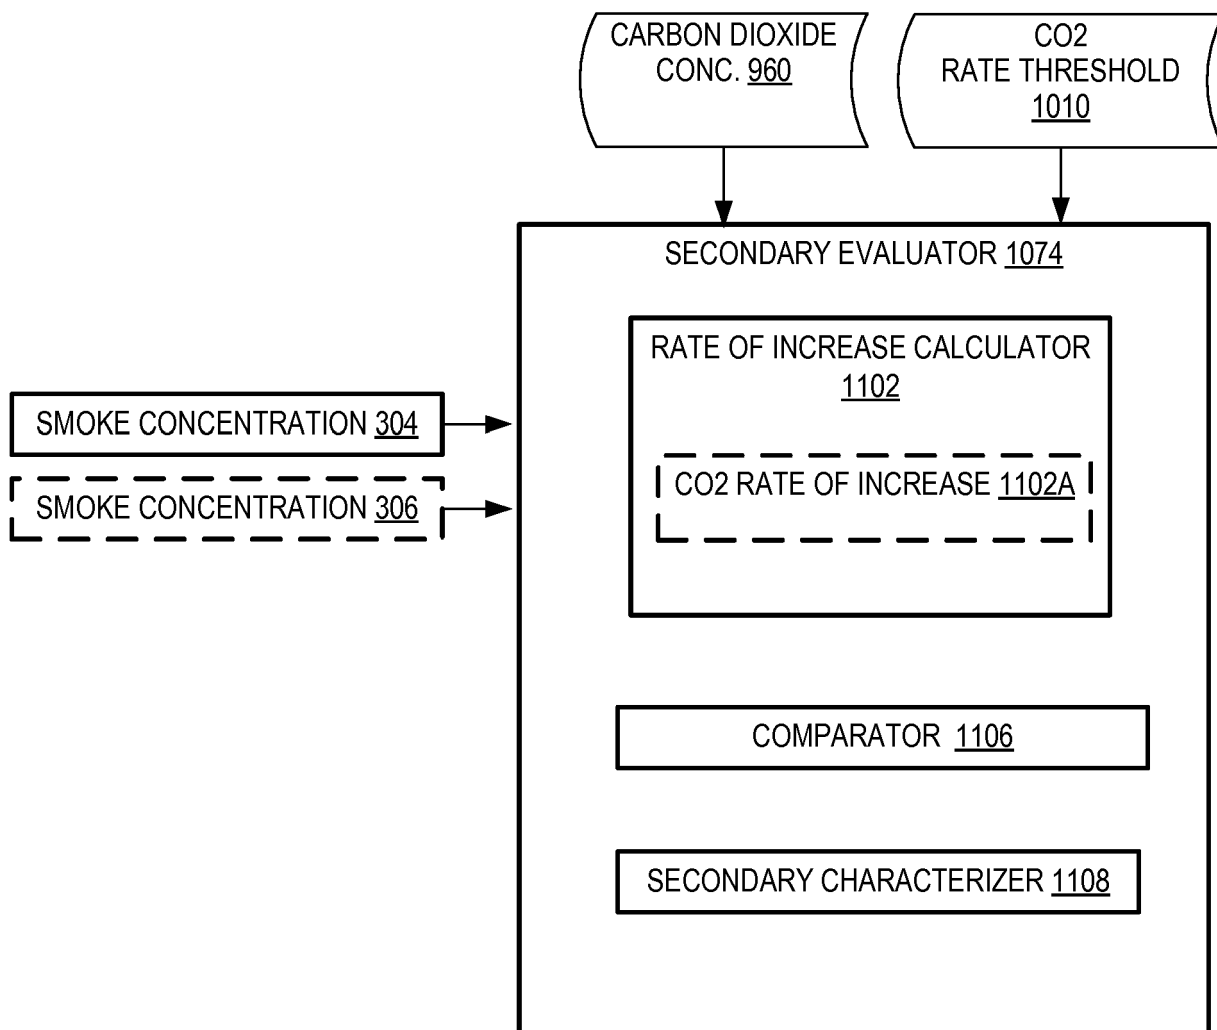 CARBON DIOXIDE
CONC. 960
CO2
RATE THRESHOLD
1010
SECONDARY EVALUATOR 1074
RATE OF INCREASE CALCULATOR
1102
SMOKE CONCENTRATION 304
CO2 RATE OF INCREASE 1102A
SMOKE CONCENTRATION 306
COMPARATOR 1106
SECONDARY CHARACTERIZER 1108